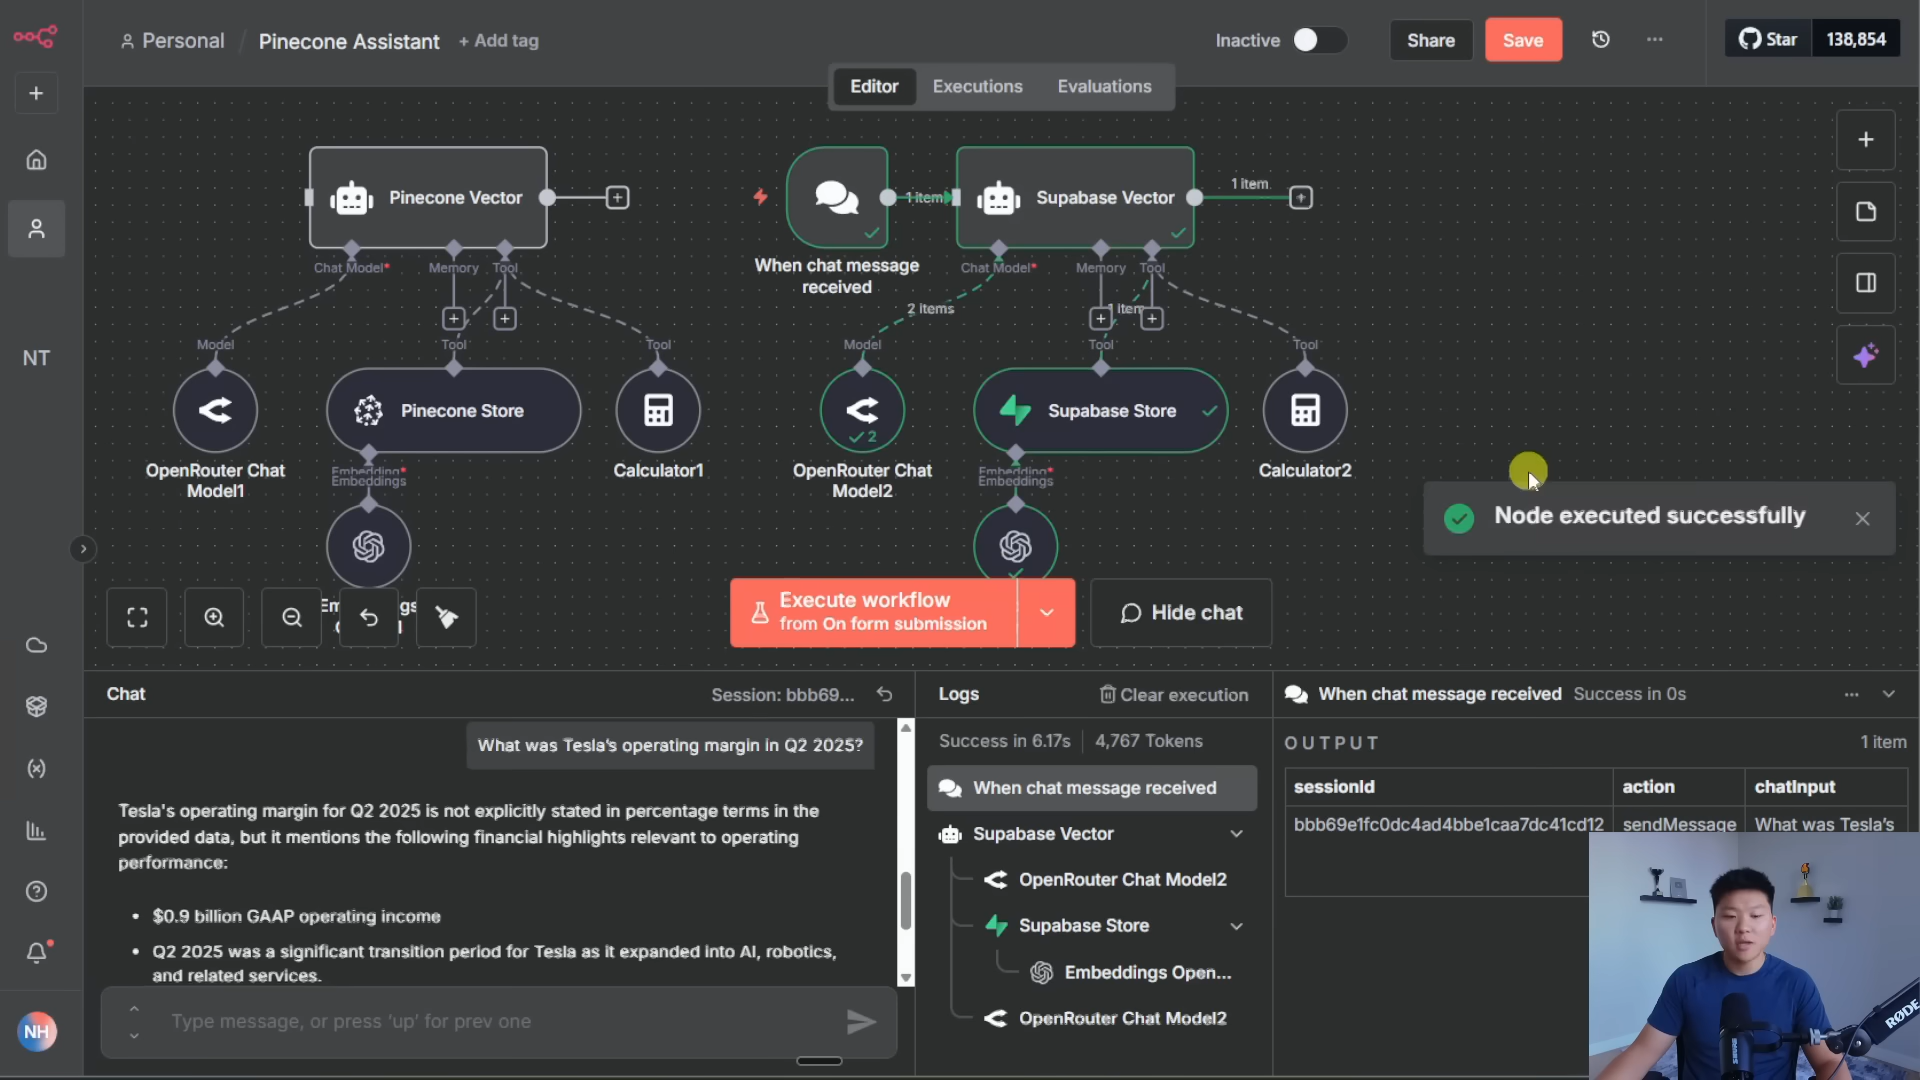 Personal / Pinecone Assistant + Add tag
Inactive
Share
Save
Star 138,854
Editor Executions Evaluations
NT
NH
Pinecone Vector
Chat Model* Memory Tool
Model Tool Tool
OpenRouter Chat
Model1
Pinecone Store
Embedding*
Embeddings
Calculator1
When chat message
received
1 item
Supabase Vector
1 item
Chat Model* Memory Tool
2 items
1 item
Model Tool Tool
2
OpenRouter Chat
Model2
Supabase Store
Embedding*
Embeddings
Calculator2
Node executed successfully
Execute workflow
from On form submission
Hide chat
Chat
Session: bbb69...
What was Tesla's operating margin in Q2 2025?
Tesla's operating margin for Q2 2025 is not explicitly stated in percentage terms in the
provided data, but it mentions the following financial highlights relevant to operating
performance:
• $0.9 billion GAAP operating income
• Q2 2025 was a significant transition period for Tesla as it expanded into AI, robotics,
and related services.
Type message, or press 'up' for prev one
Logs
Clear execution
Success in 6.17s 4,767 Tokens
When chat message received
Supabase Vector
OpenRouter Chat Model2
Supabase Store
Embeddings Open...
OpenRouter Chat Model2
When chat message received Success in 0s
OUTPUT
1 item
sessionId action chatInput
bbb69e1fc0dc4ad4bbe1caa7dc41cd12 sendMessage What was Tesla's
RØDE